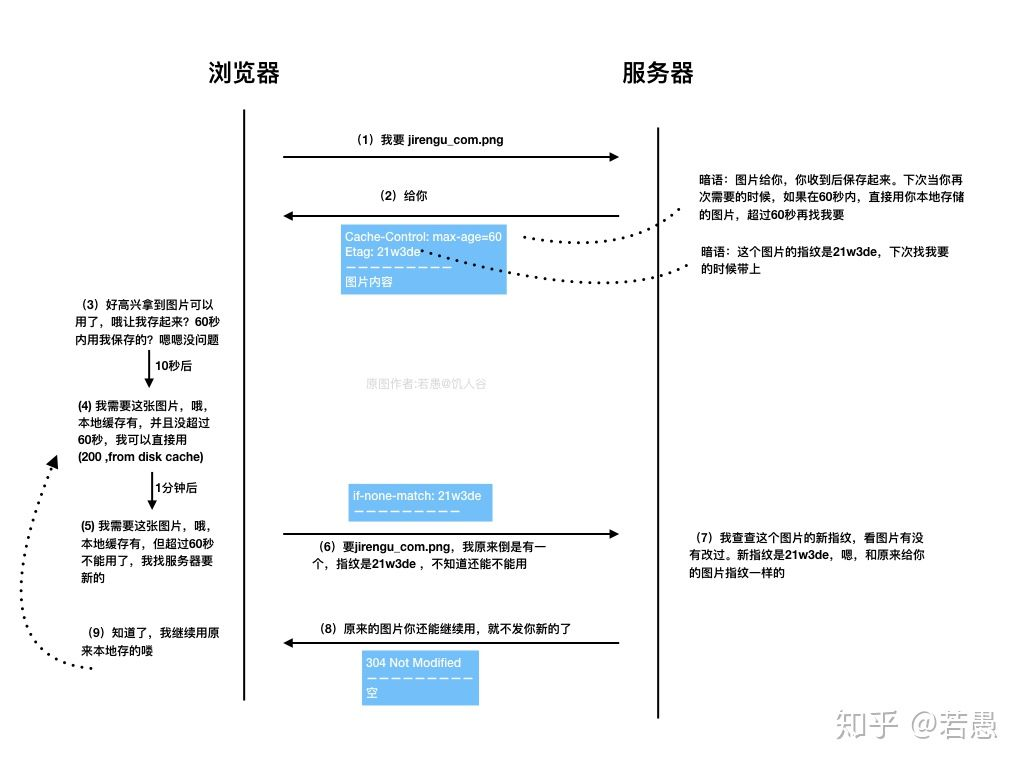 浏览器
服务器
（1）我要 jirengu_com.png
（2）给你
暗语：图片给你，你收到后保存起来。下次当你再
次需要的时候，如果在60秒内，直接用你本地存储
的图片，超过60秒再找我要
Cache-Control: max-age=60
Etag: 21w3de
图片内容
暗语：这个图片的指纹是21w3de，下次找我要
的时候带上
（3）好高兴拿到图片可以
用了，哦让我存起来？60秒
内用我保存的？嗯嗯没问题
10秒后
原图作者:若愚@饥人谷
(4) 我需要这张图片，哦，
本地缓存有，并且没超过
60秒，我可以直接用
(200 ,from disk cache)
1分钟后
(5) 我需要这张图片，哦，
本地缓存有，但超过60秒
不能用了，我找服务器要
新的
if-none-match: 21w3de
（6）要jirengu_com.png，我原来倒是有一
个，指纹是21w3de ，不知道还能不能用
（7）我查查这个图片的新指纹，看图片有没
有改过。新指纹是21w3de，嗯，和原来给你
的图片指纹一样的
（8）原来的图片你还能继续用，就不发你新的了
304 Not Modified
空
（9）知道了，我继续用原
来本地存的喽
知乎 @若愚